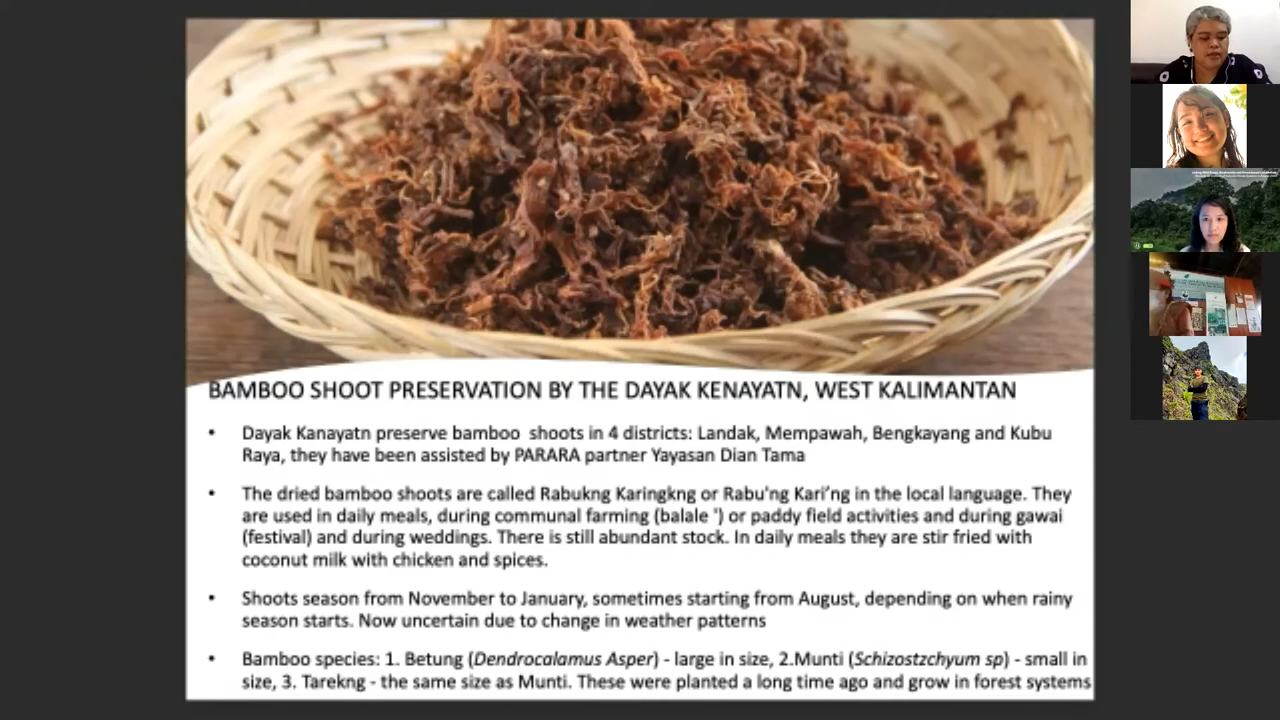 BAMBOO SHOOT PRESERVATION BY THE DAYAK KENAYATN, WEST KALIMANTAN
• Dayak Kanayatn preserve bamboo shoots in 4 districts: Landak, Mempawah, Bengkayang and Kubu
Raya, they have been assisted by PARARA partner Yayasan Dian Tama
• The dried bamboo shoots are called Rabukng Karingkng or Rabu'ng Kari'ng in the local language. They
are used in daily meals, during communal farming (balale ') or paddy field activities and during gawai
(festival) and during weddings. There is still abundant stock. In daily meals they are stir fried with
coconut milk with chicken and spices.
• Shoots season from November to January, sometimes starting from August, depending on when rainy
season starts. Now uncertain due to change in weather patterns
• Bamboo species: 1. Betung (Dendrocalamus Asper) - large in size, 2.Munti (Schizostzchyum sp) - small in
size, 3. Tarekng - the same size as Munti. These were planted a long time ago and grow in forest systems